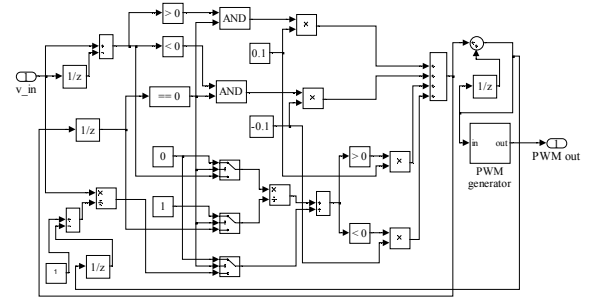 > 0
AND
< 0
0.1
1/z
v_in
== 0
AND
1/z
1/z
-0.1
in out
1
PWM out
PWM
generator
0
> 0
1
< 0
1
1/z